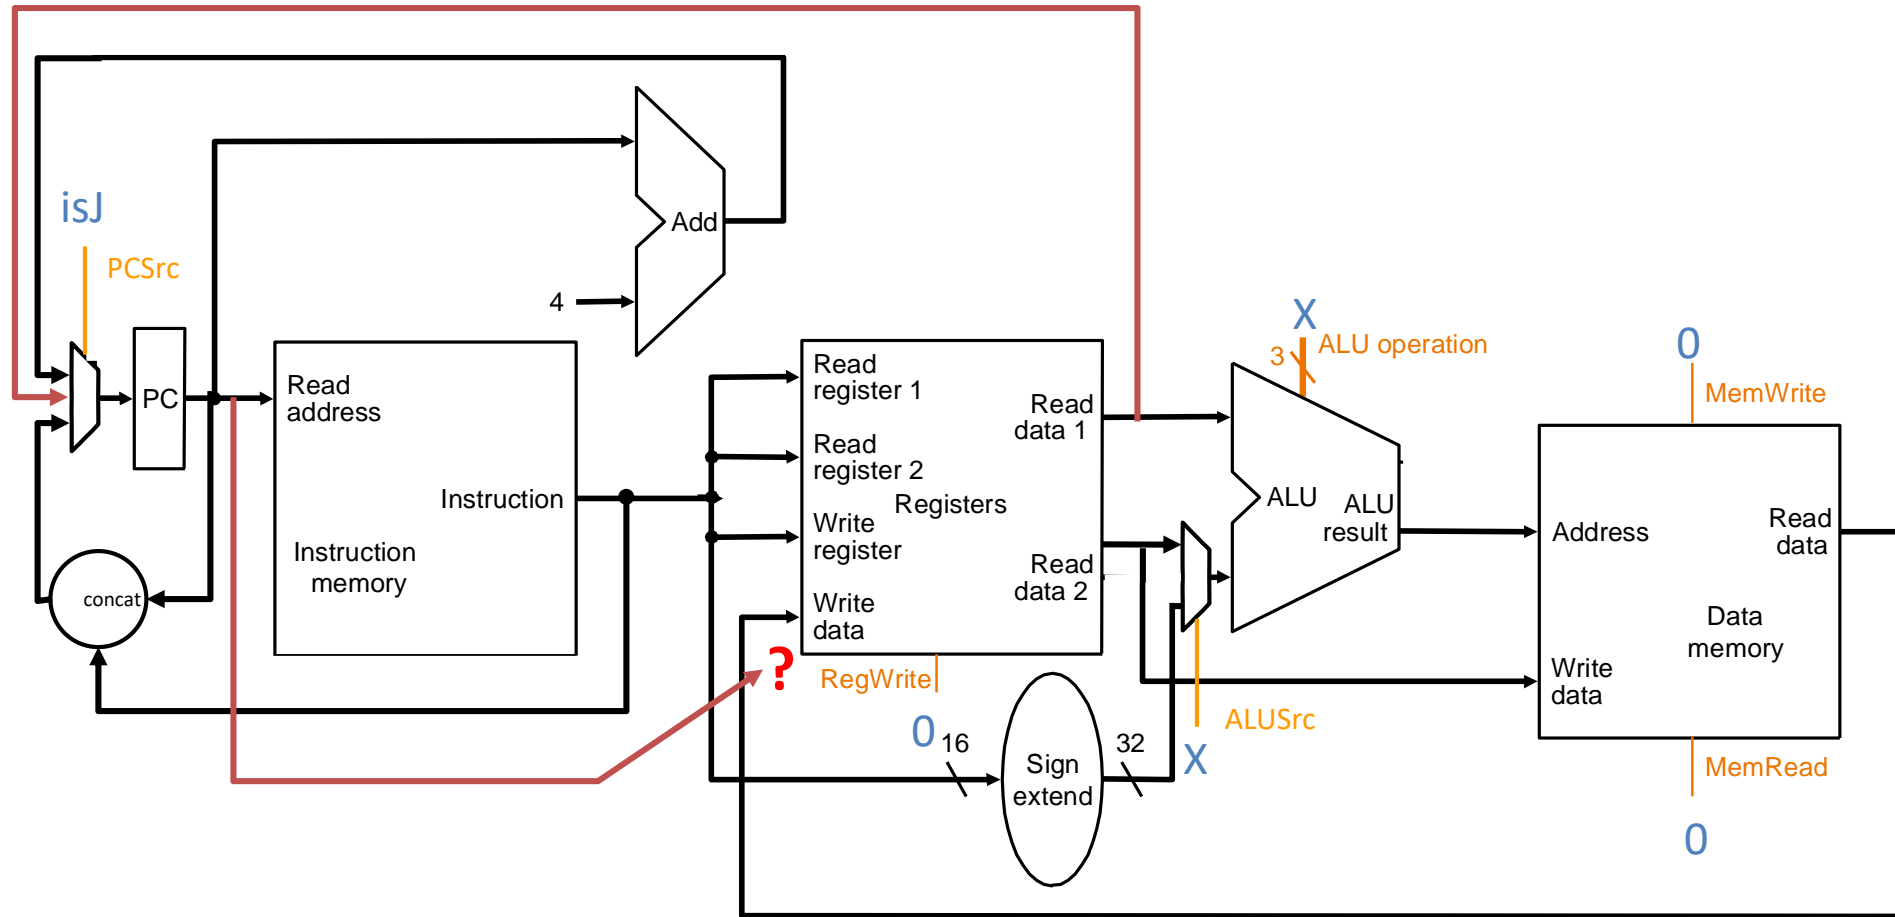 isJ
PCSrc
Add
4
PC
Read
address
Instruction
Instruction
memory
concat
Read
register 1
Read
register 2
Write
register
Write
data
Registers
Read
data 1
Read
data 2
?
RegWrite
0
16
Sign
extend
32
X
3
ALU operation
ALU
ALU
result
ALUSrc
X
0
MemWrite
Address
Read
data
Data
memory
Write
data
MemRead
0